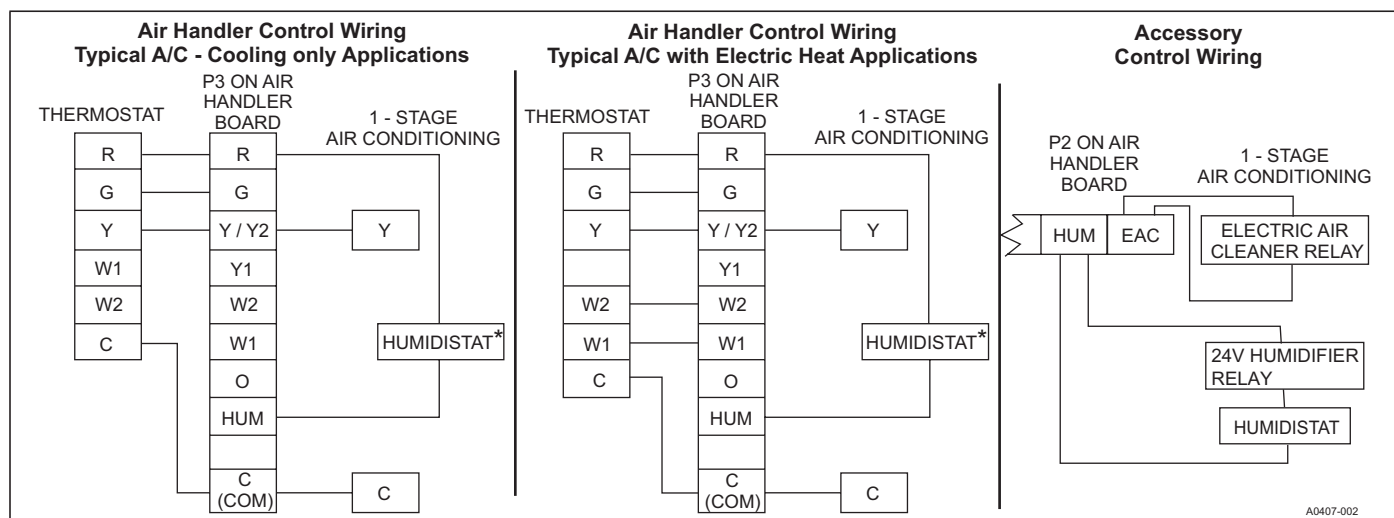 Air Handler Control Wiring
Typical A/C - Cooling only Applications
THERMOSTAT
P3 ON AIR
HANDLER
BOARD
1 - STAGE
AIR CONDITIONING
R
G
Y
W1
W2
C
R
G
Y / Y2
Y1
W2
W1
O
HUM
C
(COM)
Y
HUMIDISTAT*
C
Air Handler Control Wiring
Typical A/C with Electric Heat Applications
THERMOSTAT
P3 ON AIR
HANDLER
BOARD
1 - STAGE
AIR CONDITIONING
R
G
Y
W2
W1
C
R
G
Y / Y2
Y1
W2
W1
O
HUM
C
(COM)
Y
HUMIDISTAT*
C
Accessory
Control Wiring
P2 ON AIR
HANDLER
BOARD
1 - STAGE
AIR CONDITIONING
HUM
EAC
ELECTRIC AIR
CLEANER RELAY
24V HUMIDIFIER
RELAY
HUMIDISTAT
A0407-002